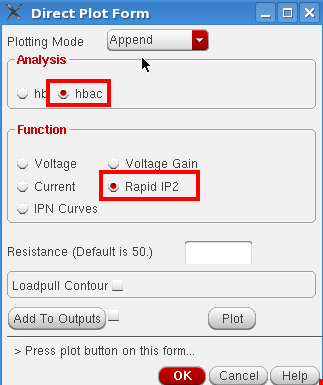 Direct Plot Form
Plotting Mode Append
Analysis
hb hbac
Function
Voltage Voltage Gain
Current Rapid IP2
IPN Curves
Resistance (Default is 50.)
Loadpull Contour
Add To Outputs Plot
> Press plot button on this form...
OK Cancel Help